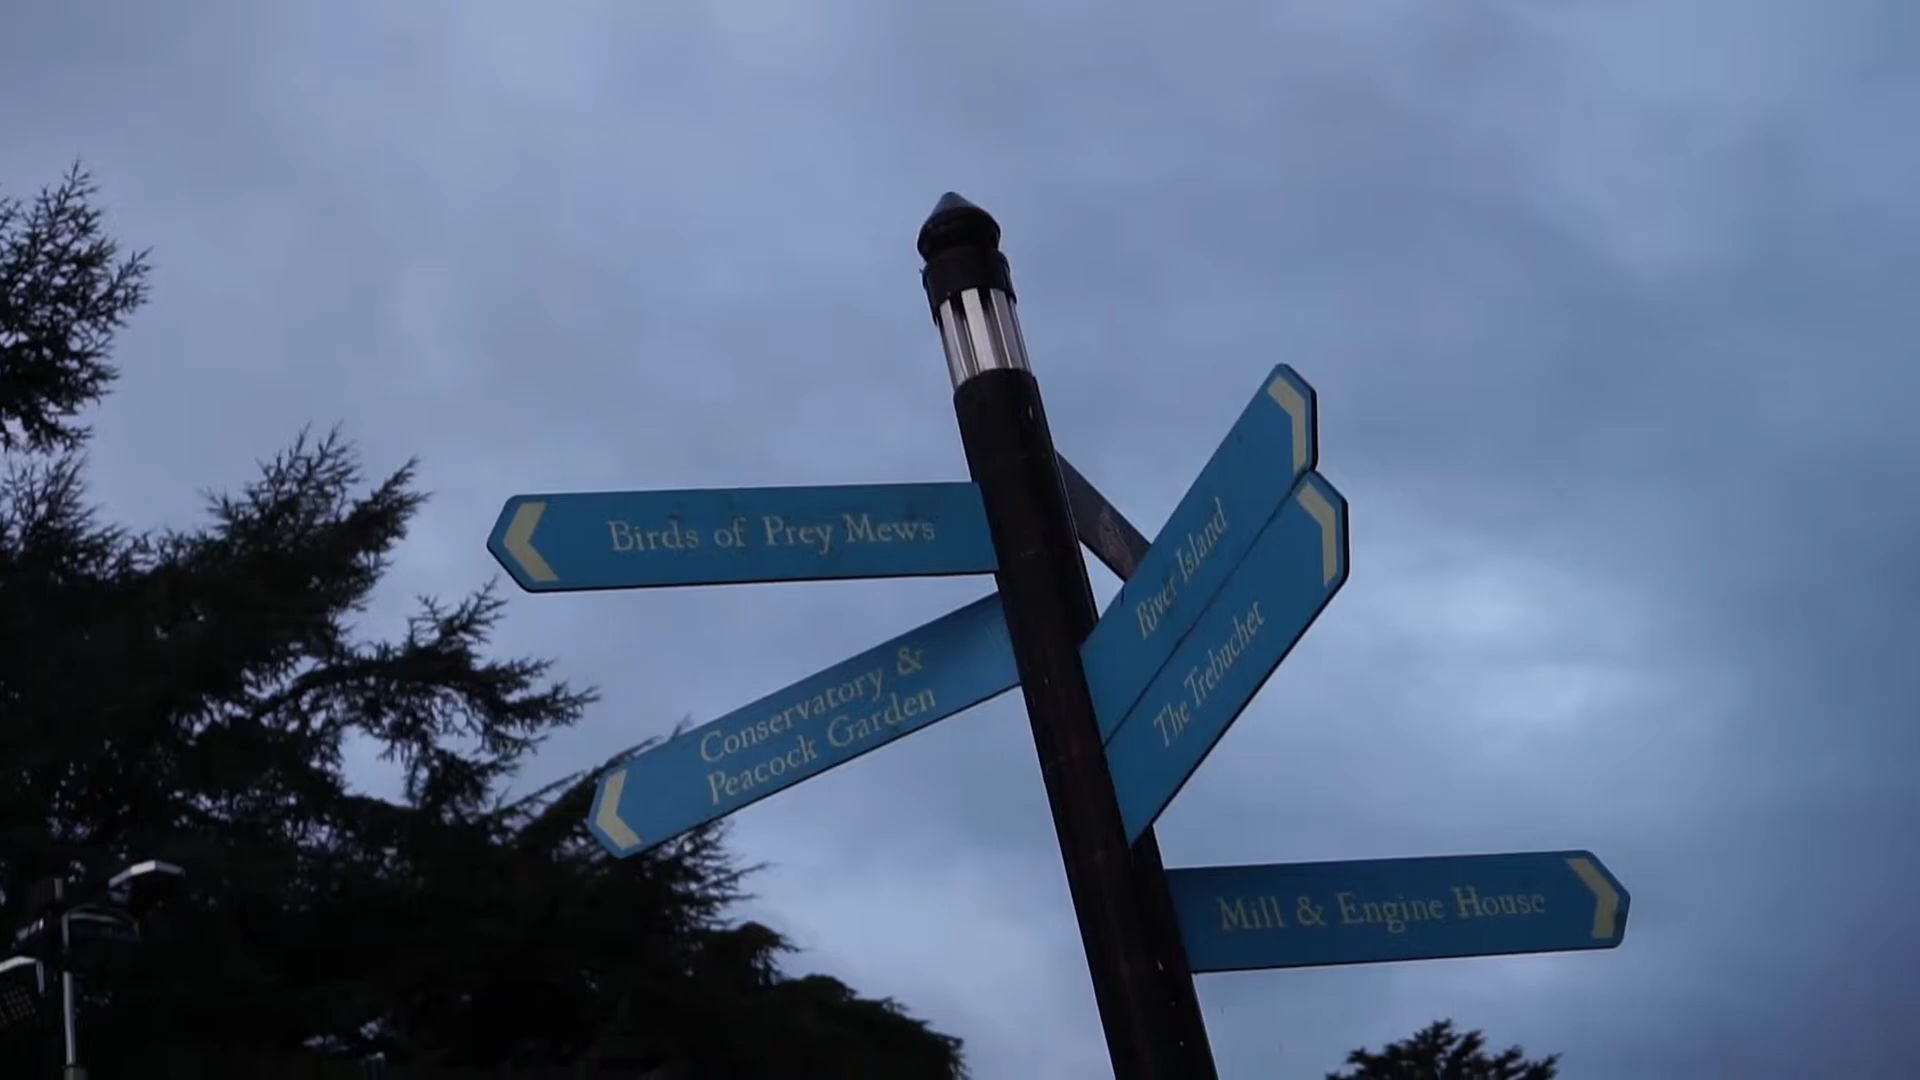 Birds of Prey Mews
River Island
The Trebuchet
Conservatory &
Peacock Garden
Mill & Engine House